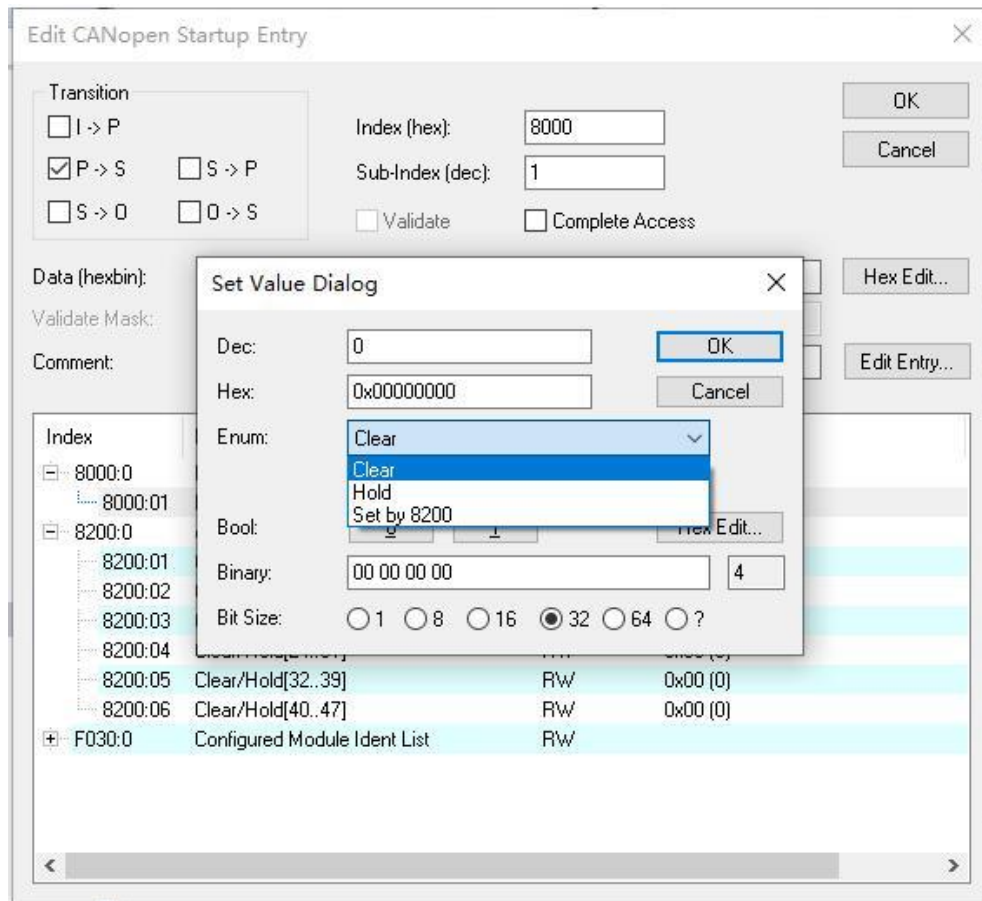 Edit CANopen Startup Entry
Transition
I -> P
P -> S
S -> P
S -> O
O -> S
Index (hex): 8000
Sub-Index (dec): 1
Validate
Complete Access
OK
Cancel
Data (hexbin):
Hex Edit...
Validate Mask:
Comment:
Edit Entry...
Set Value Dialog
Dec: 0
OK
Hex: 0x00000000
Cancel
Enum: Clear
Clear
Hold
Set by 8200
Bool:
Hex Edit...
Binary: 00 00 00 00 4
Bit Size: 1 8 16 32 64 ?
Index
8000:0
8000:01
8200:0
8200:01
8200:02
8200:03
8200:04
8200:05 Clear/Hold[32..39] RW 0x00 (0)
8200:06 Clear/Hold[40..47] RW 0x00 (0)
F030:0 Configured Module Ident List RW